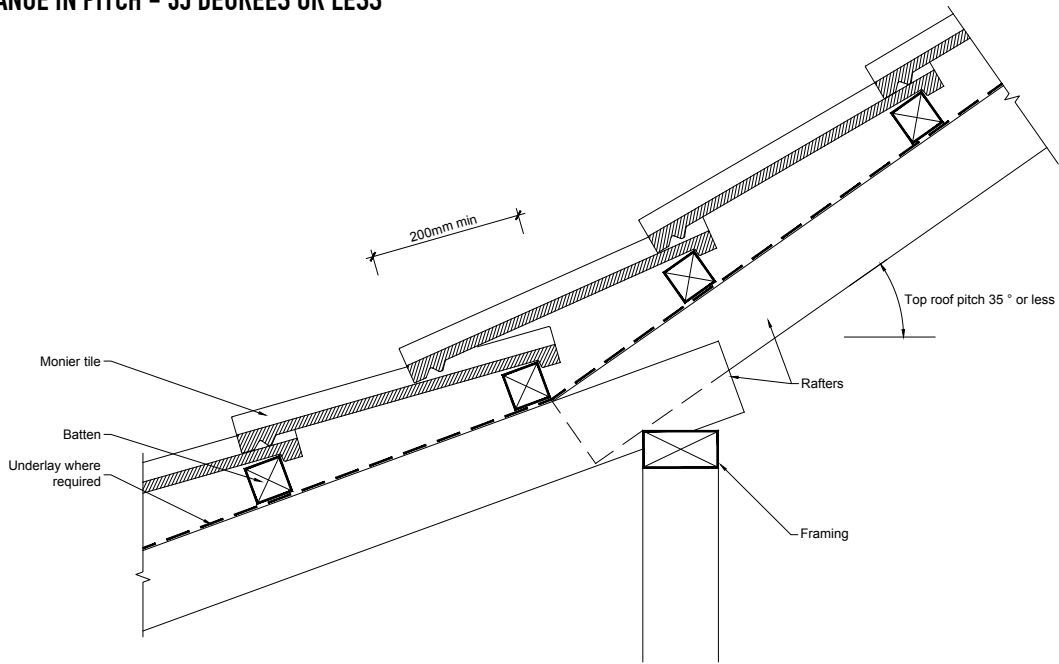 IN PITCH – 35 DEGREES OR LESS
200mm min
Top roof pitch 35 ° or less
Monier tile
Rafters
Batten
Underlay where
required
Framing